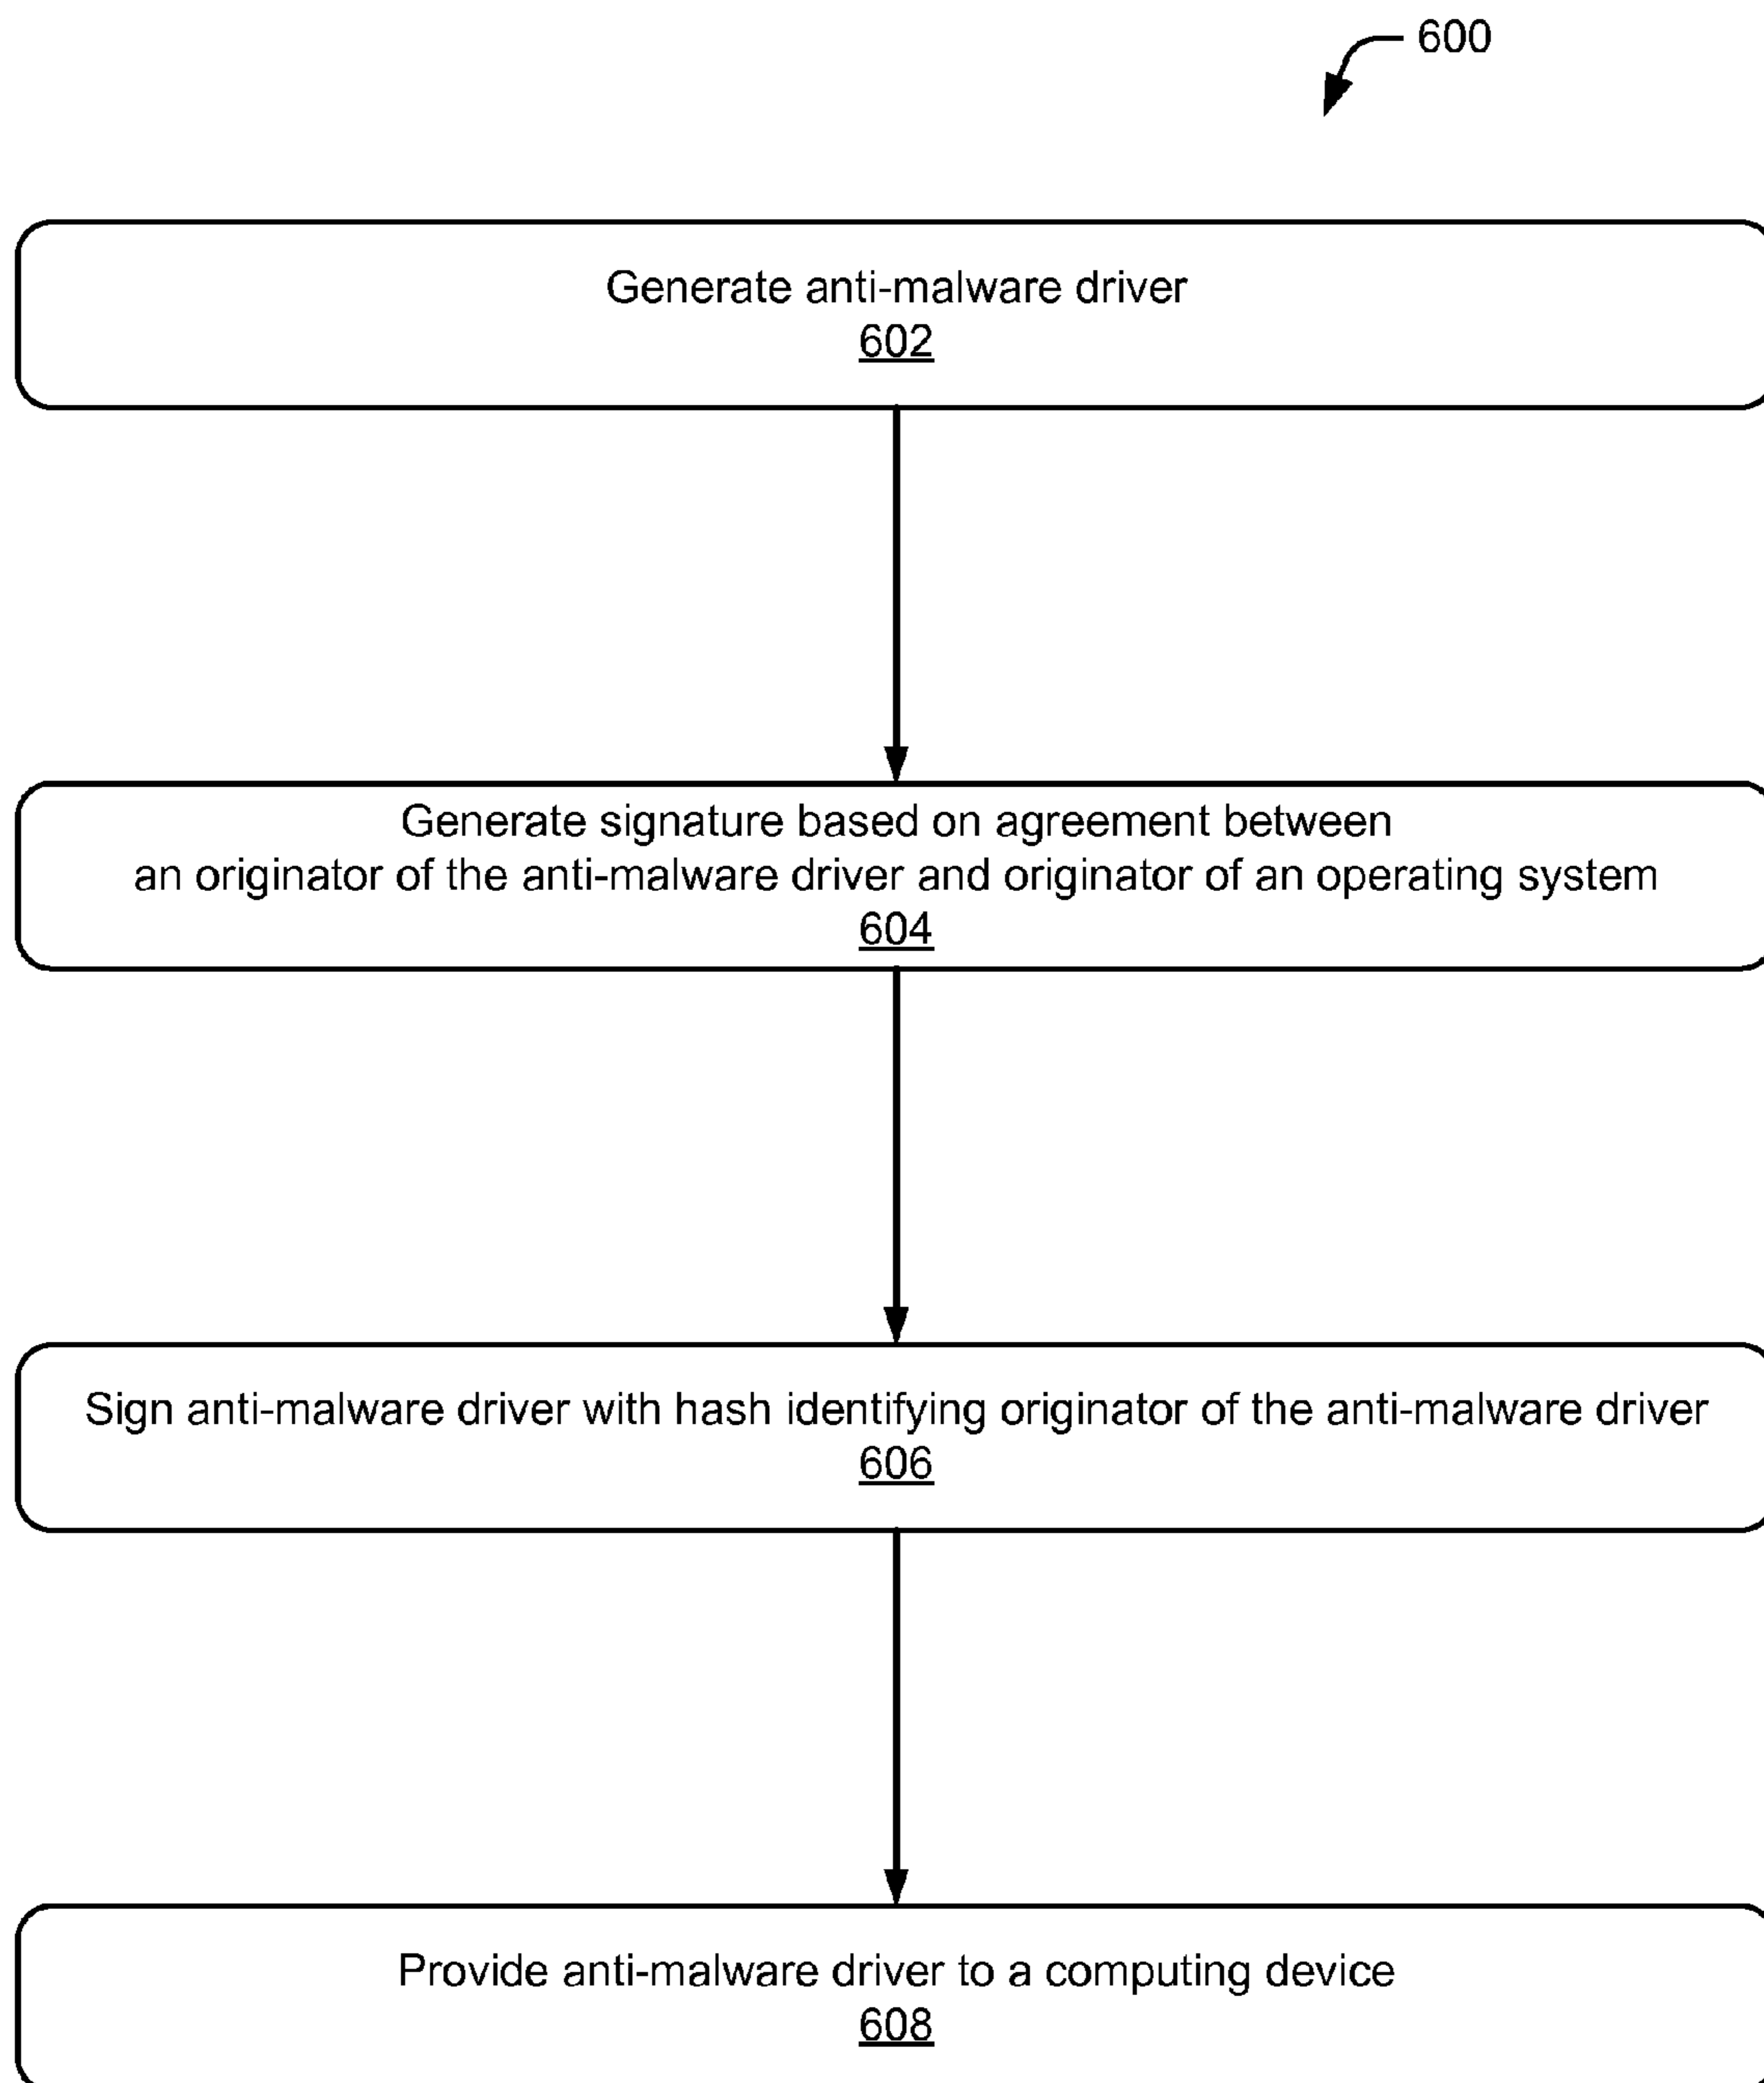 600
Generate anti-malware driver
602
Generate signature based on agreement between
an originator of the anti-malware driver and originator of an operating system
604
Sign anti-malware driver with hash identifying originator of the anti-malware driver
606
Provide anti-malware driver to a computing device
608